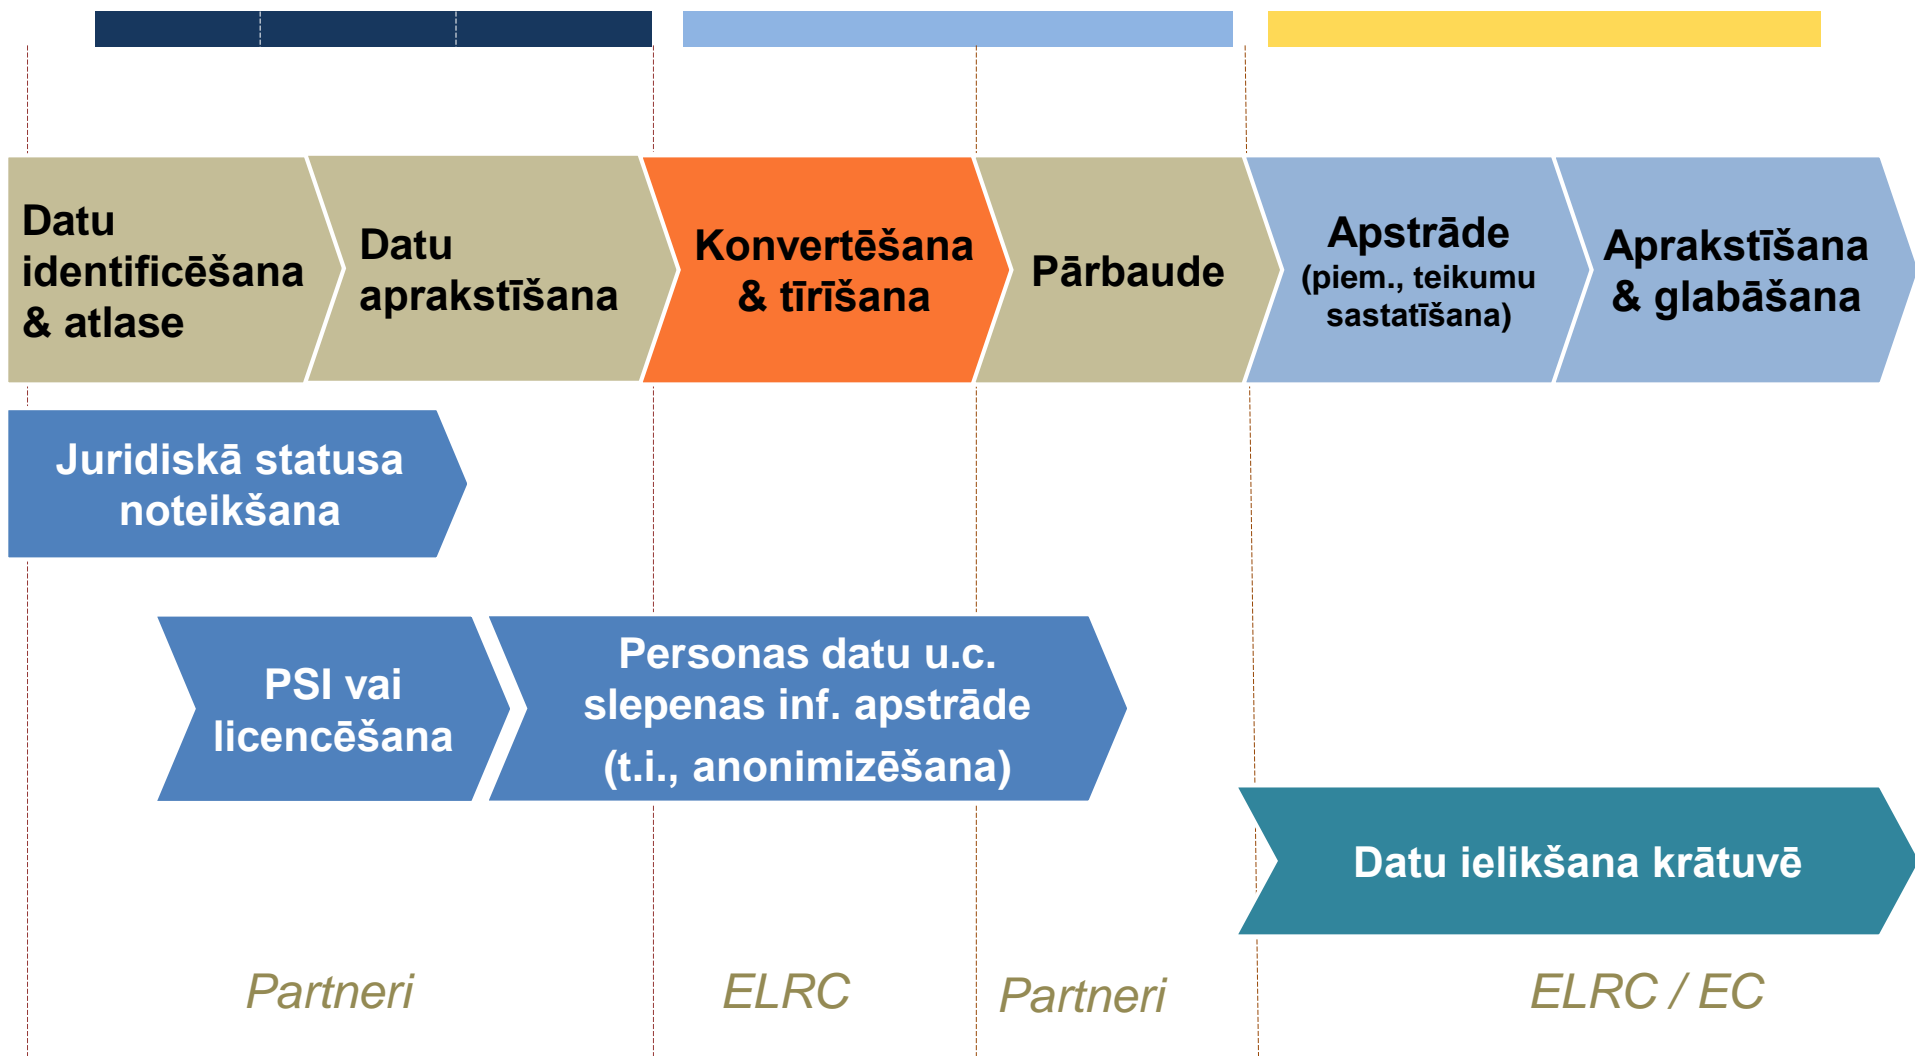 Datu
identificēšana
& atlase
Datu
aprakstīšana
Konvertēšana
& tīrīšana
Pārbaude
Apstrāde
(piem., teikumu
sastatīšana)
Aprakstīšana
& glabāšana
Juridiskā statusa
noteikšana
PSI vai
licencēšana
Personas datu u.c.
slepenas inf. apstrāde
(t.i., anonimizēšana)
Datu ielikšana krātuvē
Partneri
ELRC
Partneri
ELRC / EC